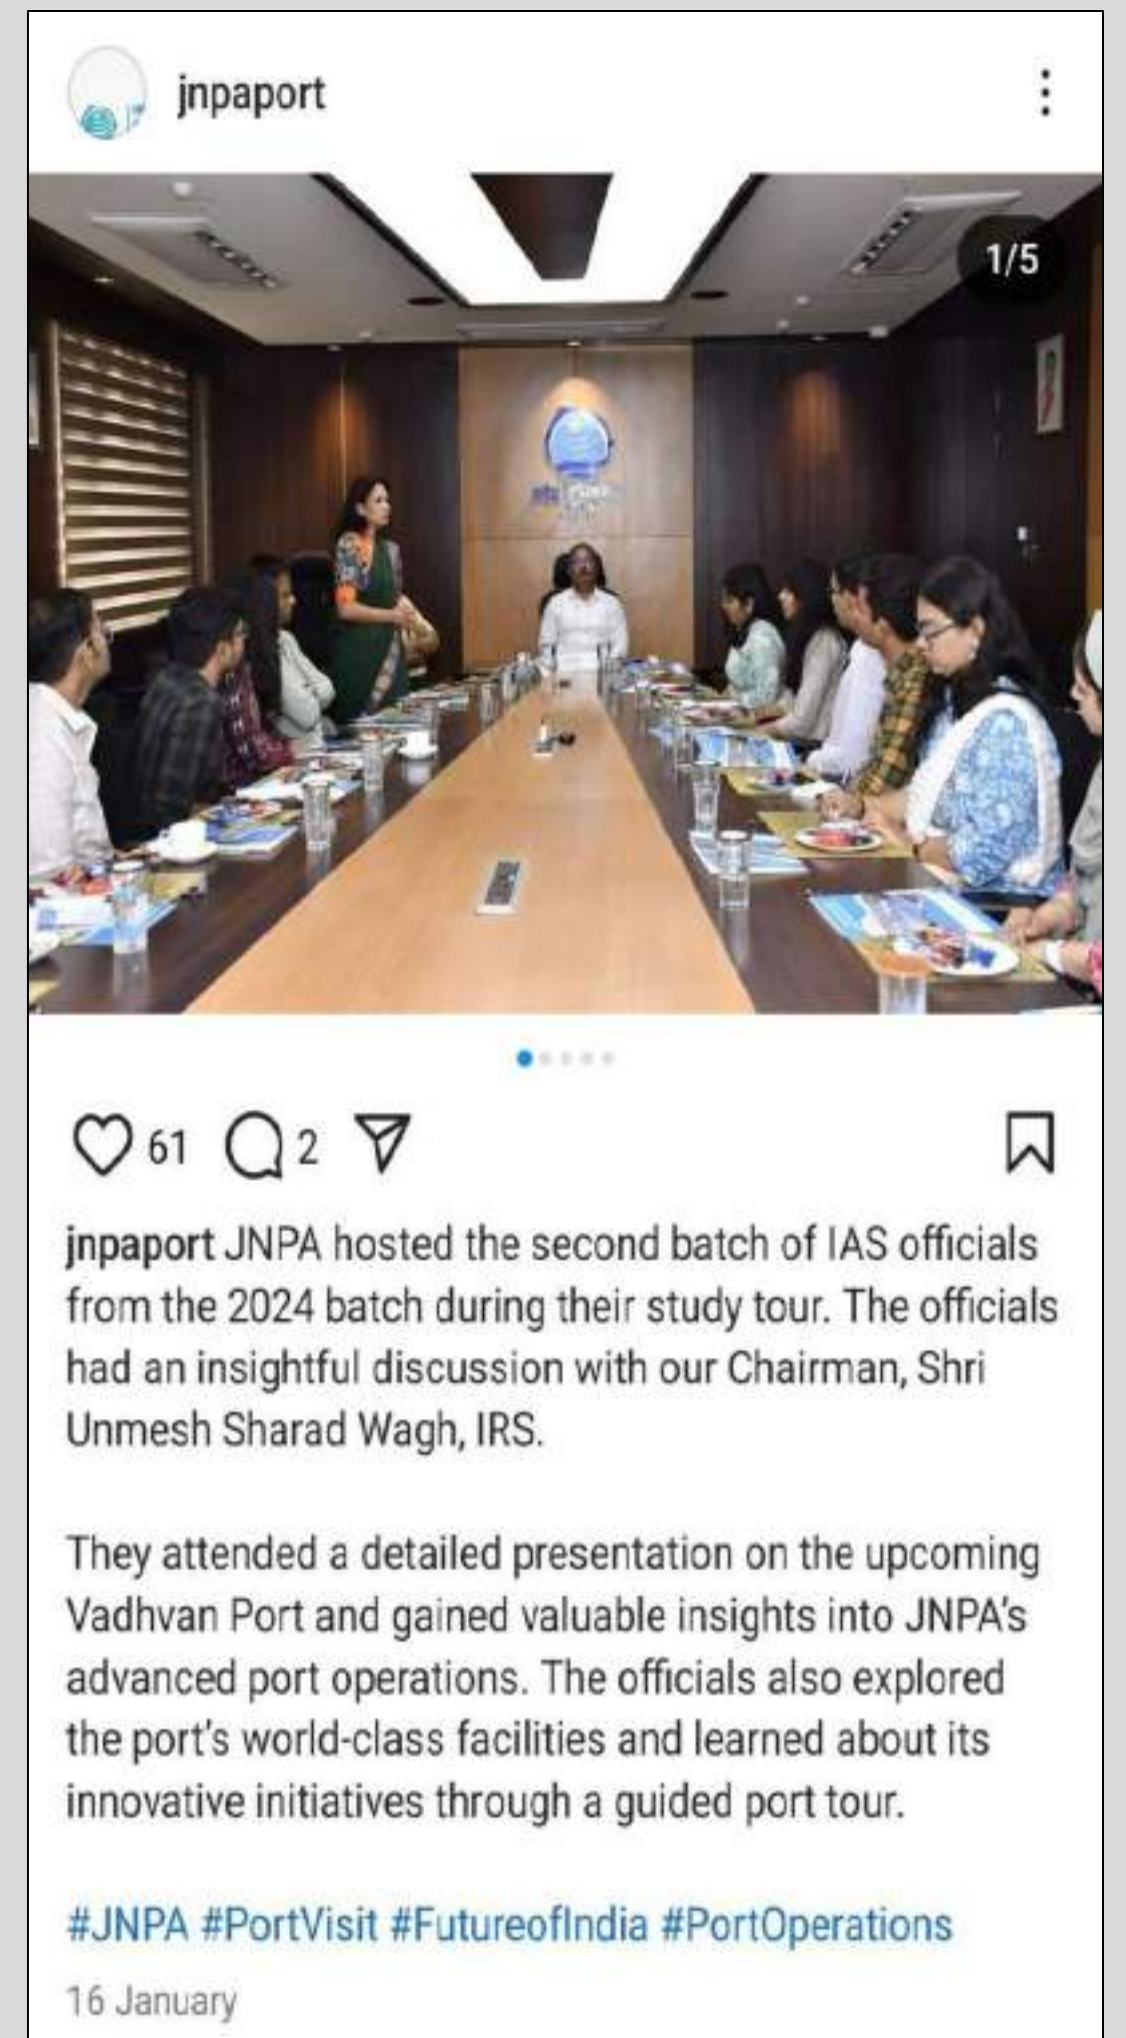 jnpaport
1/5
61
2
jnpaport JNPA hosted the second batch of IAS officials
from the 2024 batch during their study tour. The officials
had an insightful discussion with our Chairman, Shri
Unmesh Sharad Wagh, IRS.
They attended a detailed presentation on the upcoming
Vadhvan Port and gained valuable insights into JNPA's
advanced port operations. The officials also explored
the port's world-class facilities and learned about its
innovative initiatives through a guided port tour.
#JNPA #PortVisit #FutureofIndia #PortOperations
16 January